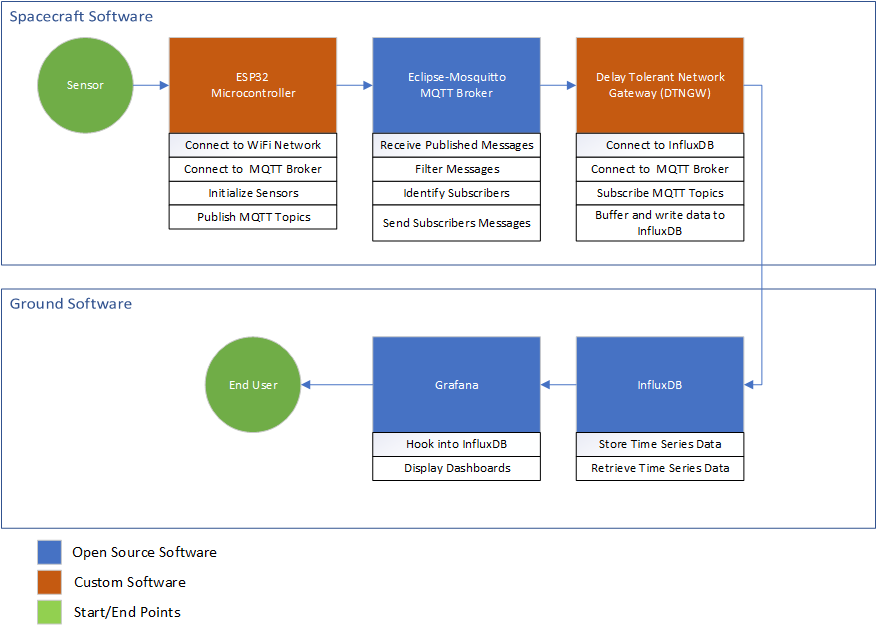 Spacecraft Software
Sensor
ESP32
Microcontroller
Connect to WiFi Network
Connect to MQTT Broker
Initialize Sensors
Publish MQTT Topics
Eclipse-Mosquitto
MQTT Broker
Receive Published Messages
Filter Messages
Identify Subscribers
Send Subscribers Messages
Delay Tolerant Network
Gateway (DTNGW)
Connect to InfluxDB
Connect to MQTT Broker
Subscribe MQTT Topics
Buffer and write data to
InfluxDB
Ground Software
End User
Grafana
Hook into InfluxDB
Display Dashboards
InfluxDB
Store Time Series Data
Retrieve Time Series Data
Open Source Software
Custom Software
Start/End Points